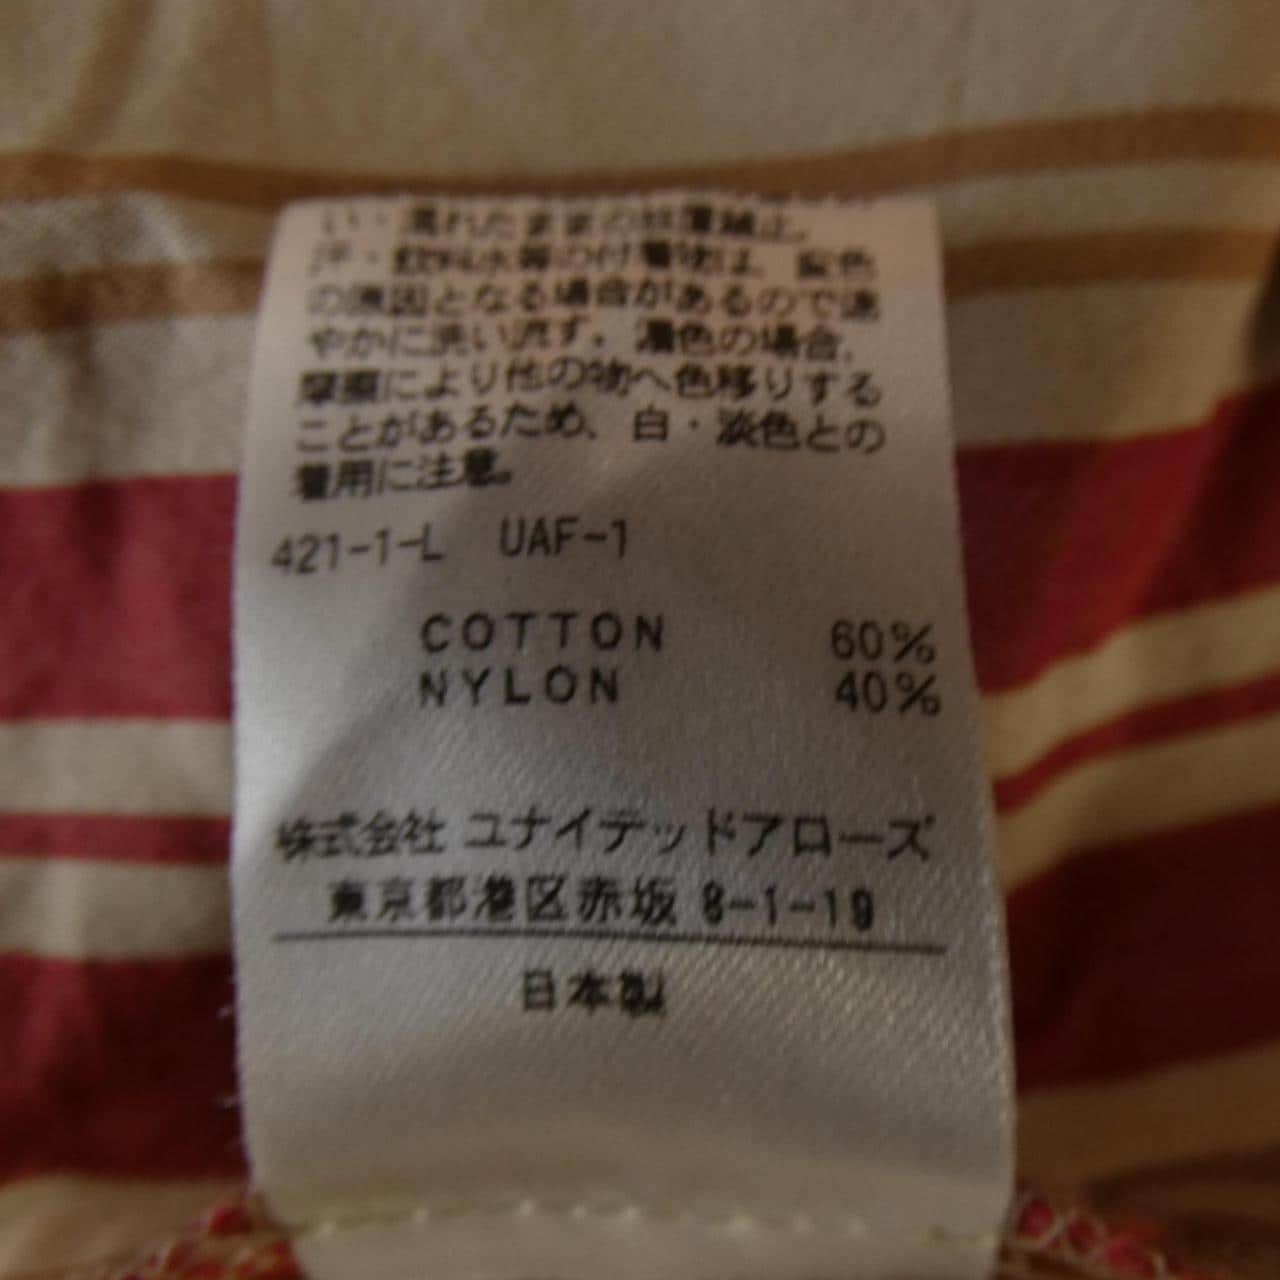 い・濡れたままの放置禁止。
汗・飲料水等の付着物は、変色
の原因となる場合があるので速
やかに洗い流す。濃色の場合、
摩擦により他の物へ色移りする
ことがあるため、白・淡色との
着用に注意。
421-1-L UAF-1
COTTON 60%
NYLON 40%
株式会社 ユナイテッドアローズ
東京都港区赤坂 8-1-19
日本製